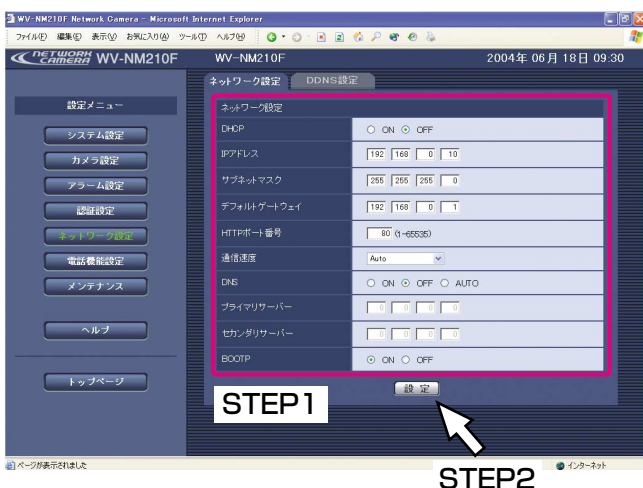 WV-NM210F Network Camera - Microsoft Internet Explorer
ファイル(F) 編集(E) 表示(V) お気に入り(A) ツール(T) ヘルプ(H)
NETWORK CAMERA WV-NM210F
WV-NM210F
2004年 06月 18日 09:30
ネットワーク設定 DDNS設定
設定メニュー
システム設定
カメラ設定
アラーム設定
認証設定
ネットワーク設定
電話機能設定
メンテナンス
ヘルプ
トップページ
ネットワーク設定
DHCP ON OFF
IPアドレス 192 168 0 10
サブネットマスク 255 255 255 0
デフォルトゲートウェイ 192 168 0 1
HTTPポート番号 80 (1-65535)
通信速度 Auto
DNS ON OFF AUTO
プライマリサーバー 0 0 0 0
セカンダリサーバー 0 0 0 0
BOOTP ON OFF
設 定
STEP1
STEP2
ページが表示されました
インターネット